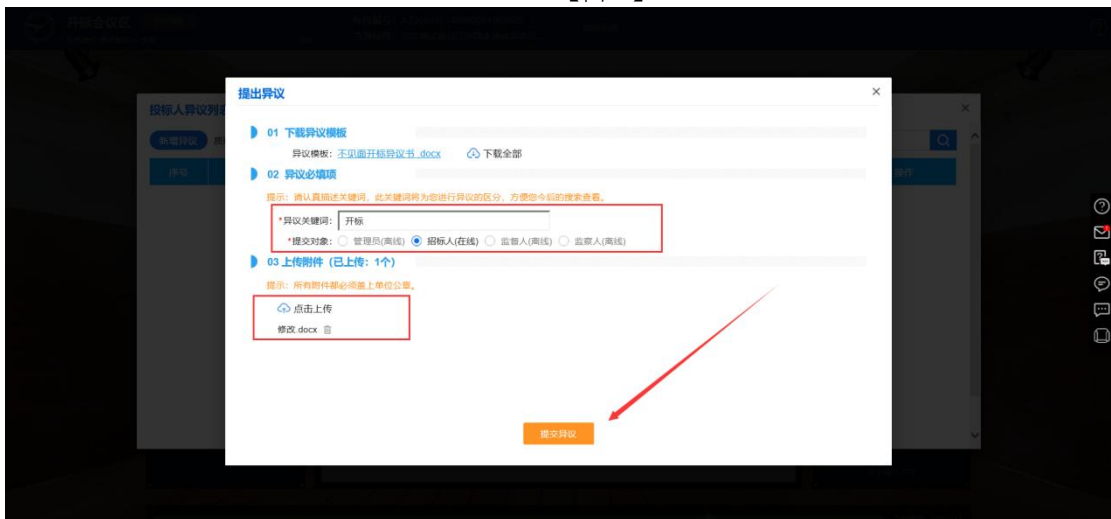 开标会议室
投标人异议列表
新增异议
序号
操作
提出异议
01 下载异议模板
异议模板: 不见面开标异议书 .docx 下载全部
02 异议必填项
提示: 请认真描述关键词, 此关键词将为您进行异议的区分, 方便您今后的搜索查看。
*异议关键词: 开标
*提交对象: 管理员(离线) 招标人(在线) 监督人(离线) 监察人(离线)
03 上传附件 (已上传: 1个)
提示: 所有附件都必须盖上单位公章。
点击上传
修改.docx
提交异议